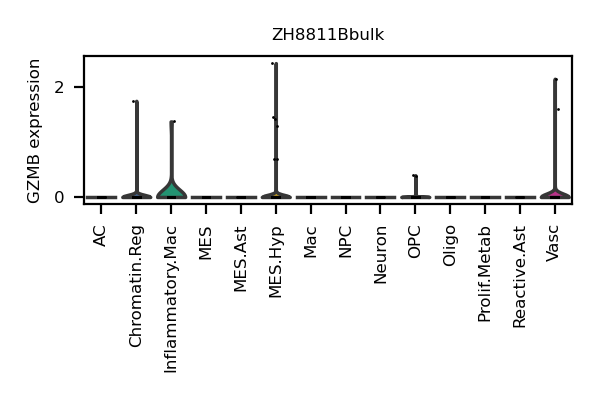 ZH8811Bbulk
GZMB expression
2
0
AC
Chromatin.Reg
Inflammatory.Mac
MES
MES.Ast
MES.Hyp
Mac
NPC
Neuron
OPC
Oligo
Prolif.Metab
Reactive.Ast
Vasc